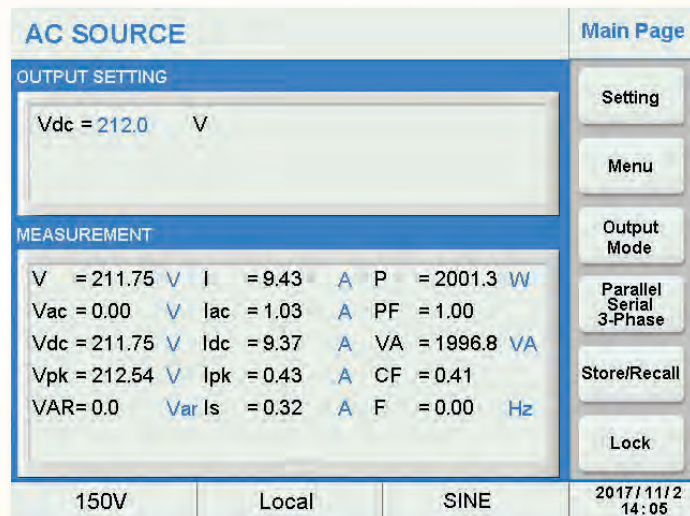 AC SOURCE
Main Page
OUTPUT SETTING
Vdc = 212.0 V
MEASUREMENT
V = 211.75 V I = 9.43 A P = 2001.3 W
Vac = 0.00 V Iac = 1.03 A PF = 1.00
Vdc = 211.75 V Idc = 9.37 A VA = 1996.8 VA
Vpk = 212.54 V Ipk = 0.43 A CF = 0.41
VAR= 0.0 Var Is = 0.32 A F = 0.00 Hz
Setting
Menu
Output
Mode
Parallel
Serial
3-Phase
Store/Recall
Lock
150V Local SINE
2017/11/2
14:05